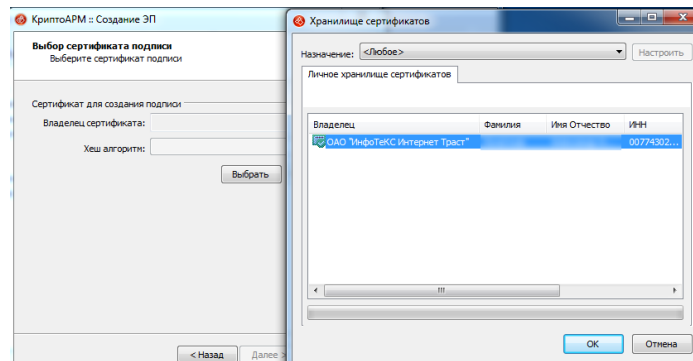 КриптоАРМ :: Создание ЭП
Выбор сертификата подписи
Выберите сертификат подписи
Сертификат для создания подписи
Владелец сертификата:
Хеш алгоритм:
Выбрать
< Назад
Далее >
Хранилище сертификатов
Назначение: <Любое> Настроить
Личное хранилище сертификатов
Владелец Фамилия Имя Отчество ИНН
ОАО "ИнфоТеКС Интернет Траст" 00774302...
ОК Отмена